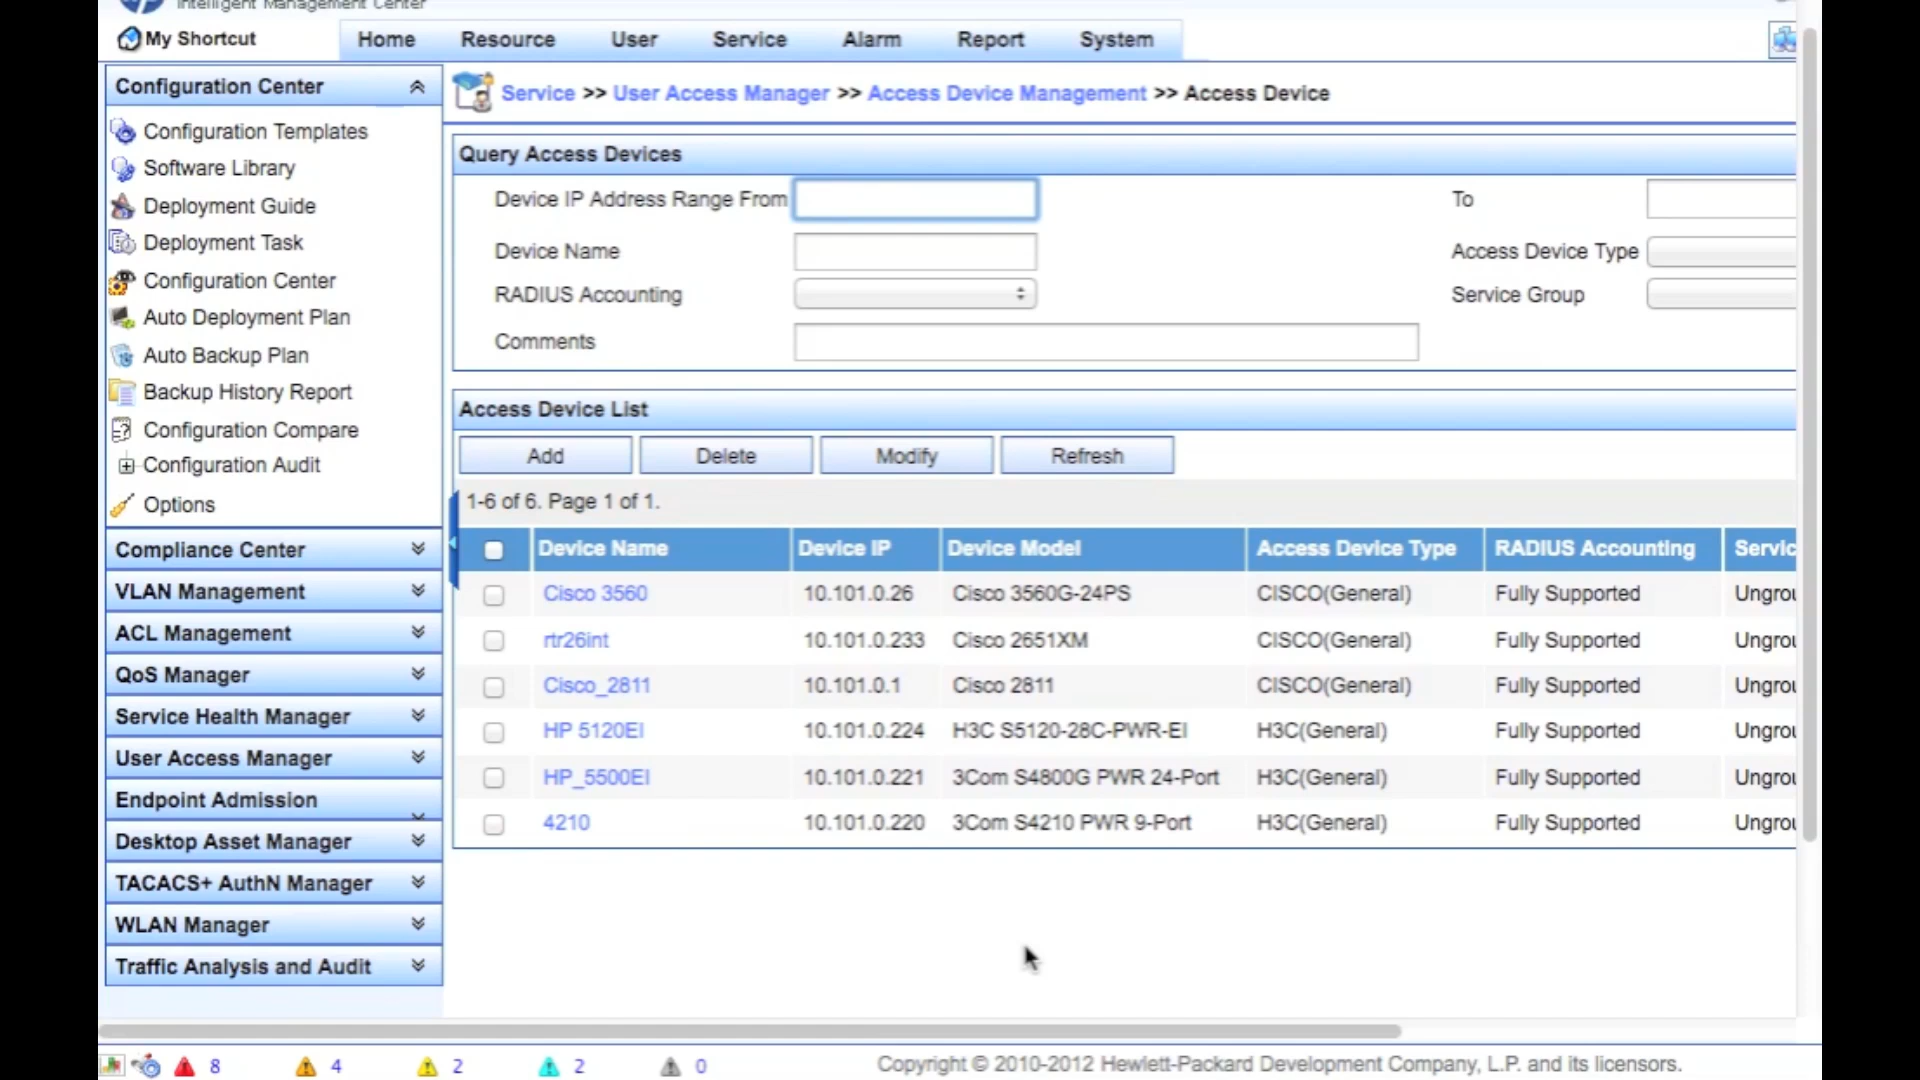 Intelligent Management Center
My Shortcut
Home Resource User Service Alarm Report System
Configuration Center
Configuration Templates
Software Library
Deployment Guide
Deployment Task
Configuration Center
Auto Deployment Plan
Auto Backup Plan
Backup History Report
Configuration Compare
Configuration Audit
Options
Compliance Center
VLAN Management
ACL Management
QoS Manager
Service Health Manager
User Access Manager
Endpoint Admission
Desktop Asset Manager
TACACS+ AuthN Manager
WLAN Manager
Traffic Analysis and Audit
Service >> User Access Manager >> Access Device Management >> Access Device
Query Access Devices
Device IP Address Range From To
Device Name Access Device Type
RADIUS Accounting Service Group
Comments
Access Device List
Add Delete Modify Refresh
1-6 of 6. Page 1 of 1.
Device Name Device IP Device Model Access Device Type RADIUS Accounting Servic
Cisco 3560 10.101.0.26 Cisco 3560G-24PS CISCO(General) Fully Supported Ungrou
rtr26int 10.101.0.233 Cisco 2651XM CISCO(General) Fully Supported Ungrou
Cisco_2811 10.101.0.1 Cisco 2811 CISCO(General) Fully Supported Ungrou
HP 5120EI 10.101.0.224 H3C S5120-28C-PWR-EI H3C(General) Fully Supported Ungrou
HP_5500EI 10.101.0.221 3Com S4800G PWR 24-Port H3C(General) Fully Supported Ungrou
4210 10.101.0.220 3Com S4210 PWR 9-Port H3C(General) Fully Supported Ungrou
8 4 2 2 0 Copyright © 2010-2012 Hewlett-Packard Development Company, L.P. and its licensors.